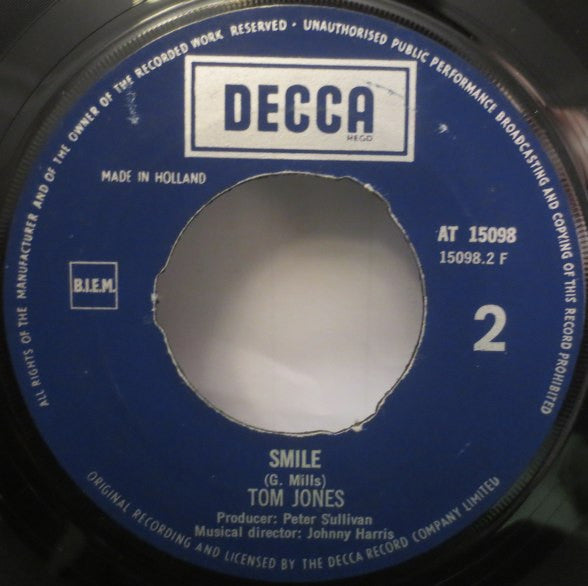 ALL RIGHTS OF THE MANUFACTURER AND OF THE OWNER OF THE RECORDED WORK RESERVED · UNAUTHORISED PUBLIC PERFORMANCE BROADCASTING AND COPYING OF THIS RECORD PROHIBITED
DECCA
REGD
MADE IN HOLLAND
AT 15098
15098.2 F
B.I.E.M.
2
SMILE
(G. Mills)
TOM JONES
Producer: Peter S'ullivan
Musical director: Johnny Harris
ORIGINAL RECORDING AND LICENSED BY THE DECCA RECORD COMPANY LIMITED